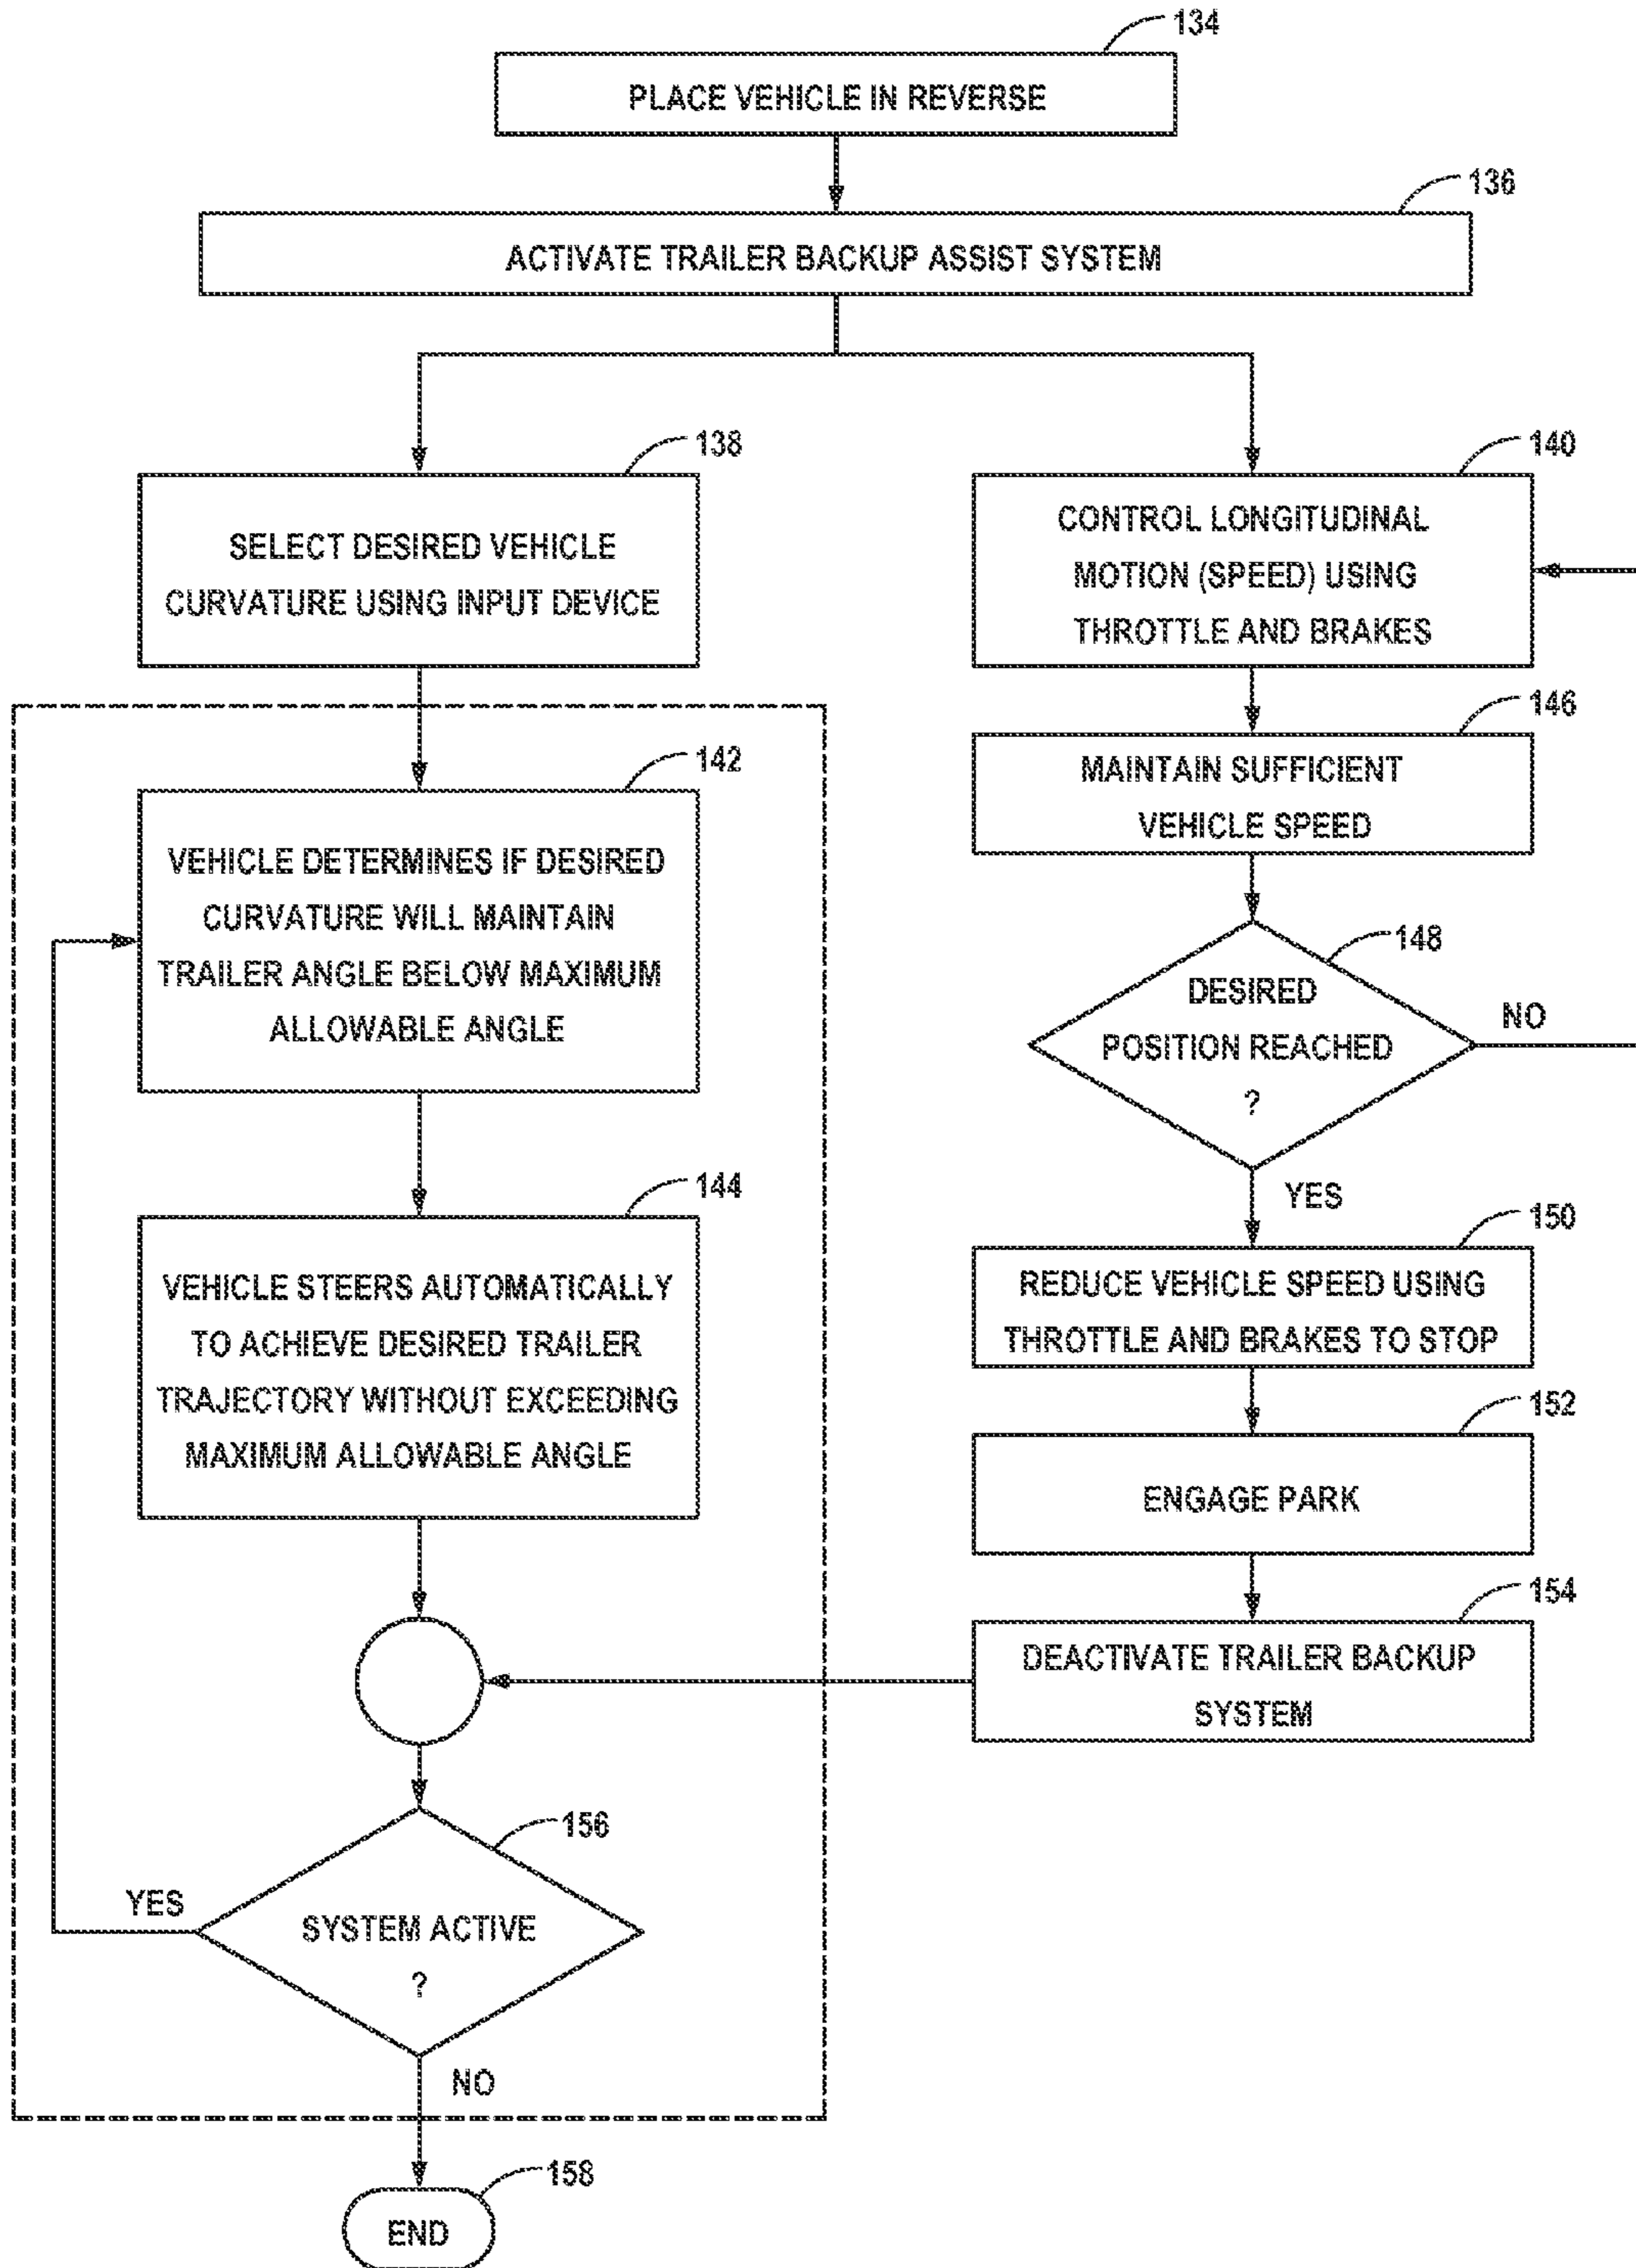 134
PLACE VEHICLE IN REVERSE
136
ACTIVATE TRAILER BACKUP ASSIST SYSTEM
138
SELECT DESIRED VEHICLE
CURVATURE USING INPUT DEVICE
140
CONTROL LONGITUDINAL
MOTION (SPEED) USING
THROTTLE AND BRAKES
142
VEHICLE DETERMINES IF DESIRED
CURVATURE WILL MAINTAIN
TRAILER ANGLE BELOW MAXIMUM
ALLOWABLE ANGLE
146
MAINTAIN SUFFICIENT
VEHICLE SPEED
148
DESIRED
POSITION REACHED
?
NO
YES
144
VEHICLE STEERS AUTOMATICALLY
TO ACHIEVE DESIRED TRAILER
TRAJECTORY WITHOUT EXCEEDING
MAXIMUM ALLOWABLE ANGLE
150
REDUCE VEHICLE SPEED USING
THROTTLE AND BRAKES TO STOP
152
ENGAGE PARK
154
DEACTIVATE TRAILER BACKUP
SYSTEM
156
YES
SYSTEM ACTIVE
?
NO
158
END